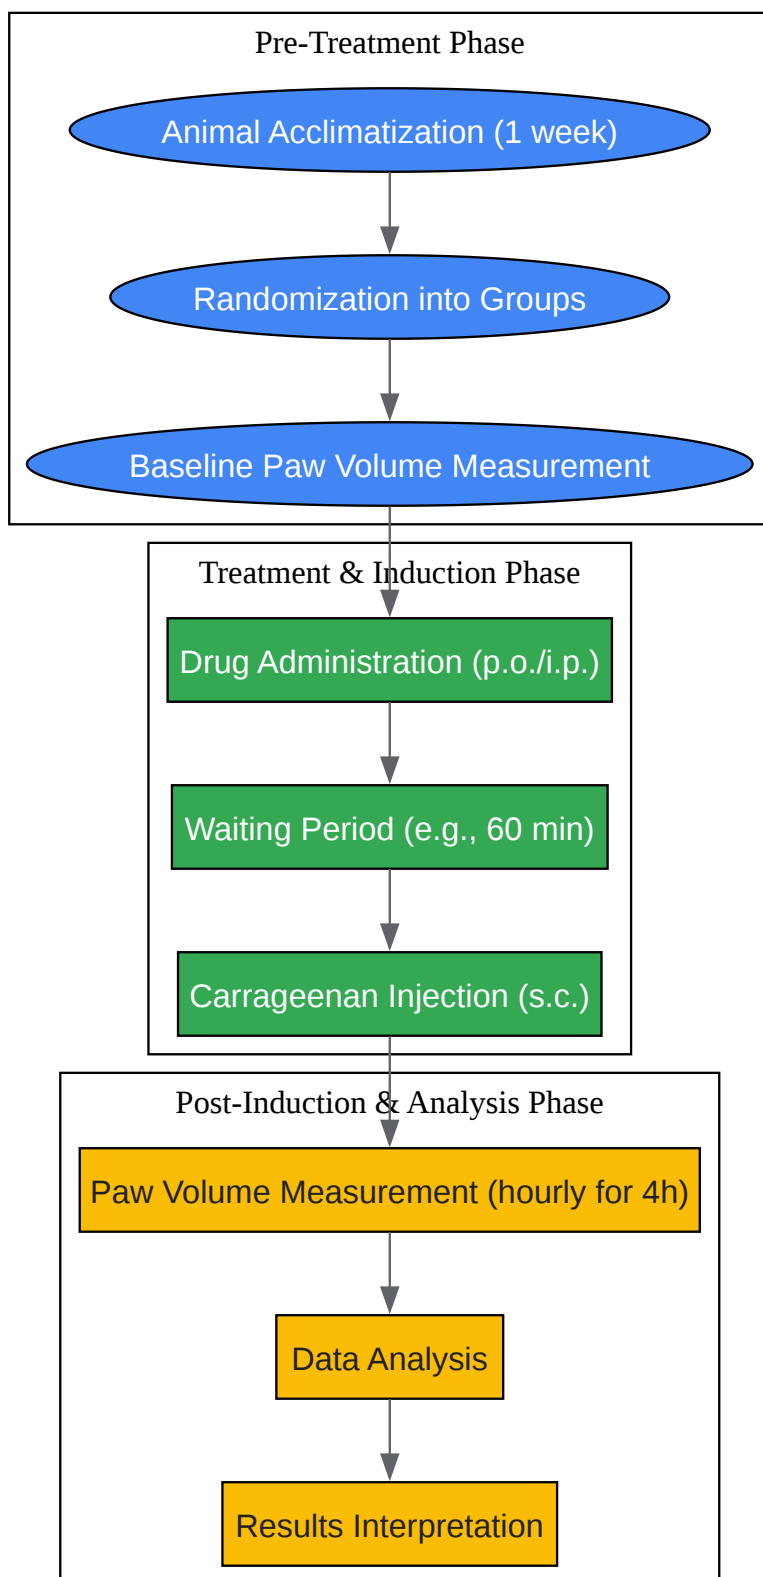 Pre-Treatment Phase
Animal Acclimatization (1 week)
Randomization into Groups
Baseline Paw Volume Measurement
Treatment & Induction Phase
Drug Administration (p.o./i.p.)
Waiting Period (e.g., 60 min)
Carrageenan Injection (s.c.)
Post-Induction & Analysis Phase
Paw Volume Measurement (hourly for 4h)
Data Analysis
Results Interpretation